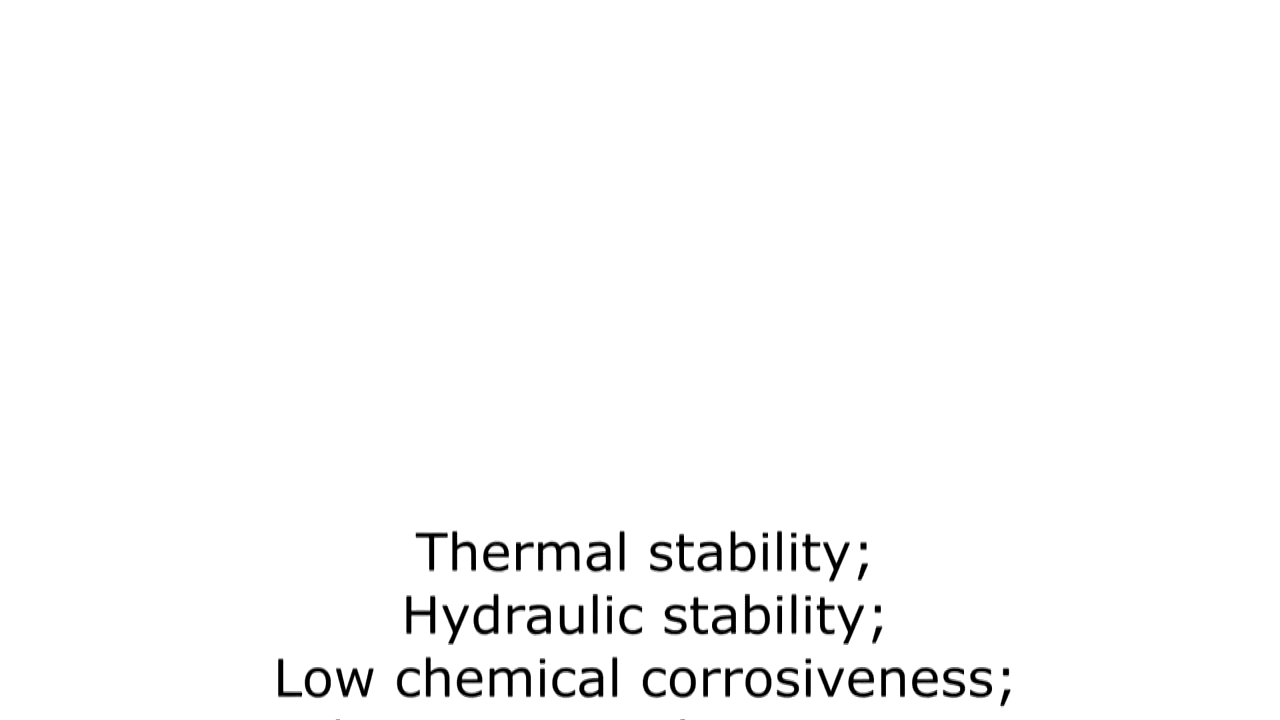 Thermal stability;
Hydraulic stability;
Low chemical corrosiveness;